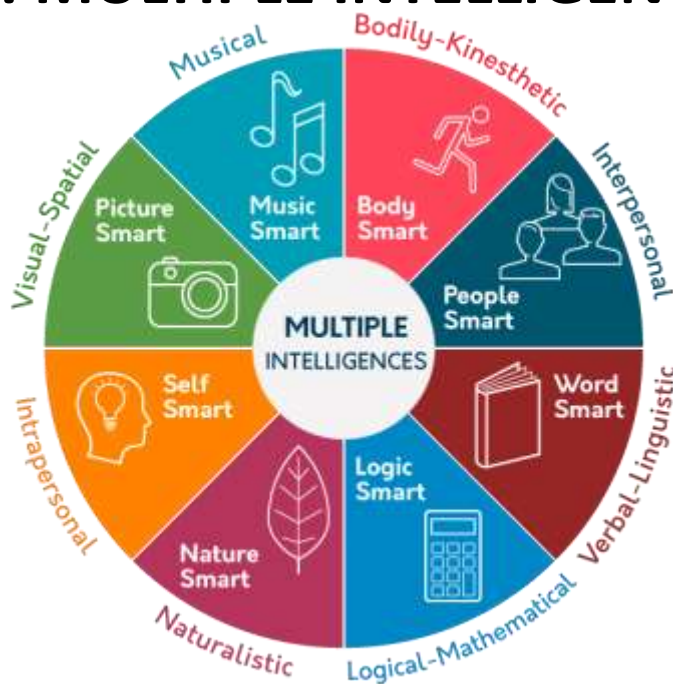 MULTIPLE
Musical
Bodily-Kinesthetic
Interpersonal
Verbal-Linguistic
Logical-Mathematical
Naturalistic
Intrapersonal
Visual-Spatial
Music
Smart
Body
Smart
People
Smart
Word
Smart
Logic
Smart
Nature
Smart
Self
Smart
Picture
Smart
MULTIPLE
INTELLIGENCES